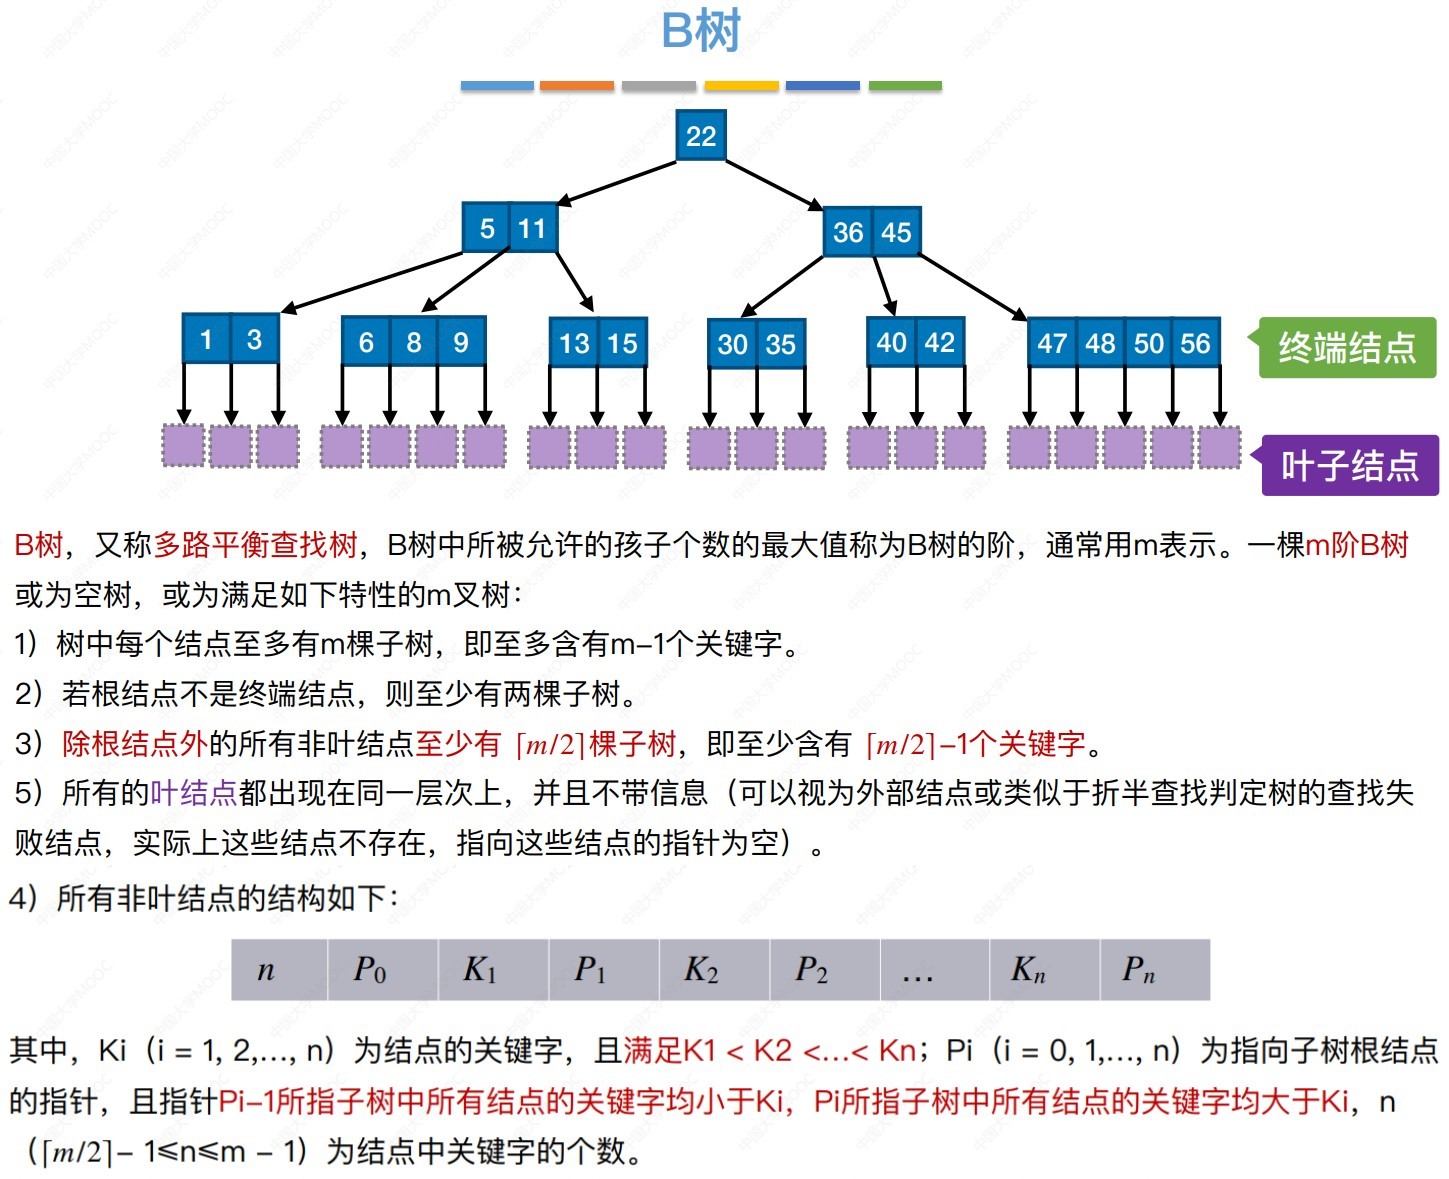 B树
22
5 11
36 45
1 3
6 8 9
13 15
30 35
40 42
47 48 50 56
终端结点
叶子结点
B树，又称多路平衡查找树，B树中所被允许的孩子个数的最大值称为B树的阶，通常用m表示。一棵m阶B树
或为空树，或为满足如下特性的m叉树：
1）树中每个结点至多有m棵子树，即至多含有m-1个关键字。
2）若根结点不是终端结点，则至少有两棵子树。
3）除根结点外的所有非叶结点至少有 ⌈m/2⌉棵子树，即至少含有 ⌈m/2⌉-1个关键字。
5）所有的叶结点都出现在同一层次上，并且不带信息（可以视为外部结点或类似于折半查找判定树的查找失
败结点，实际上这些结点不存在，指向这些结点的指针为空）。
4）所有非叶结点的结构如下：
n P₀ K₁ P₁ K₂ P₂ … Kₙ Pₙ
其中，Ki（i = 1, 2,…, n）为结点的关键字，且满足K1 < K2 <…< Kn；Pi（i = 0, 1,…, n）为指向子树根结点
的指针，且指针Pi-1所指子树中所有结点的关键字均小于Ki，Pi所指子树中所有结点的关键字均大于Ki，n
（⌈m/2⌉- 1≤n≤m - 1）为结点中关键字的个数。
中国大学MOOC